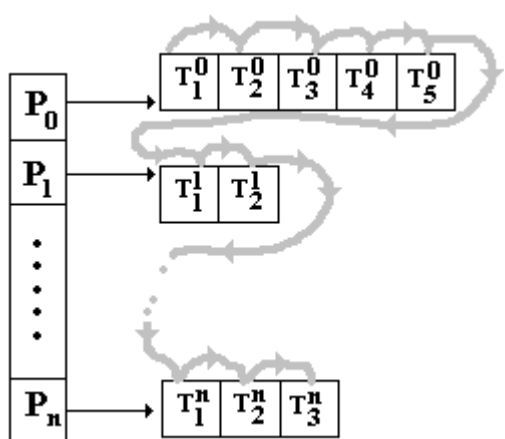 P₀ T₁⁰ T₂⁰ T₃⁰ T₄⁰ T₅⁰
P₁ T₁¹ T₂¹
Pₙ T₁ⁿ T₂ⁿ T₃ⁿ